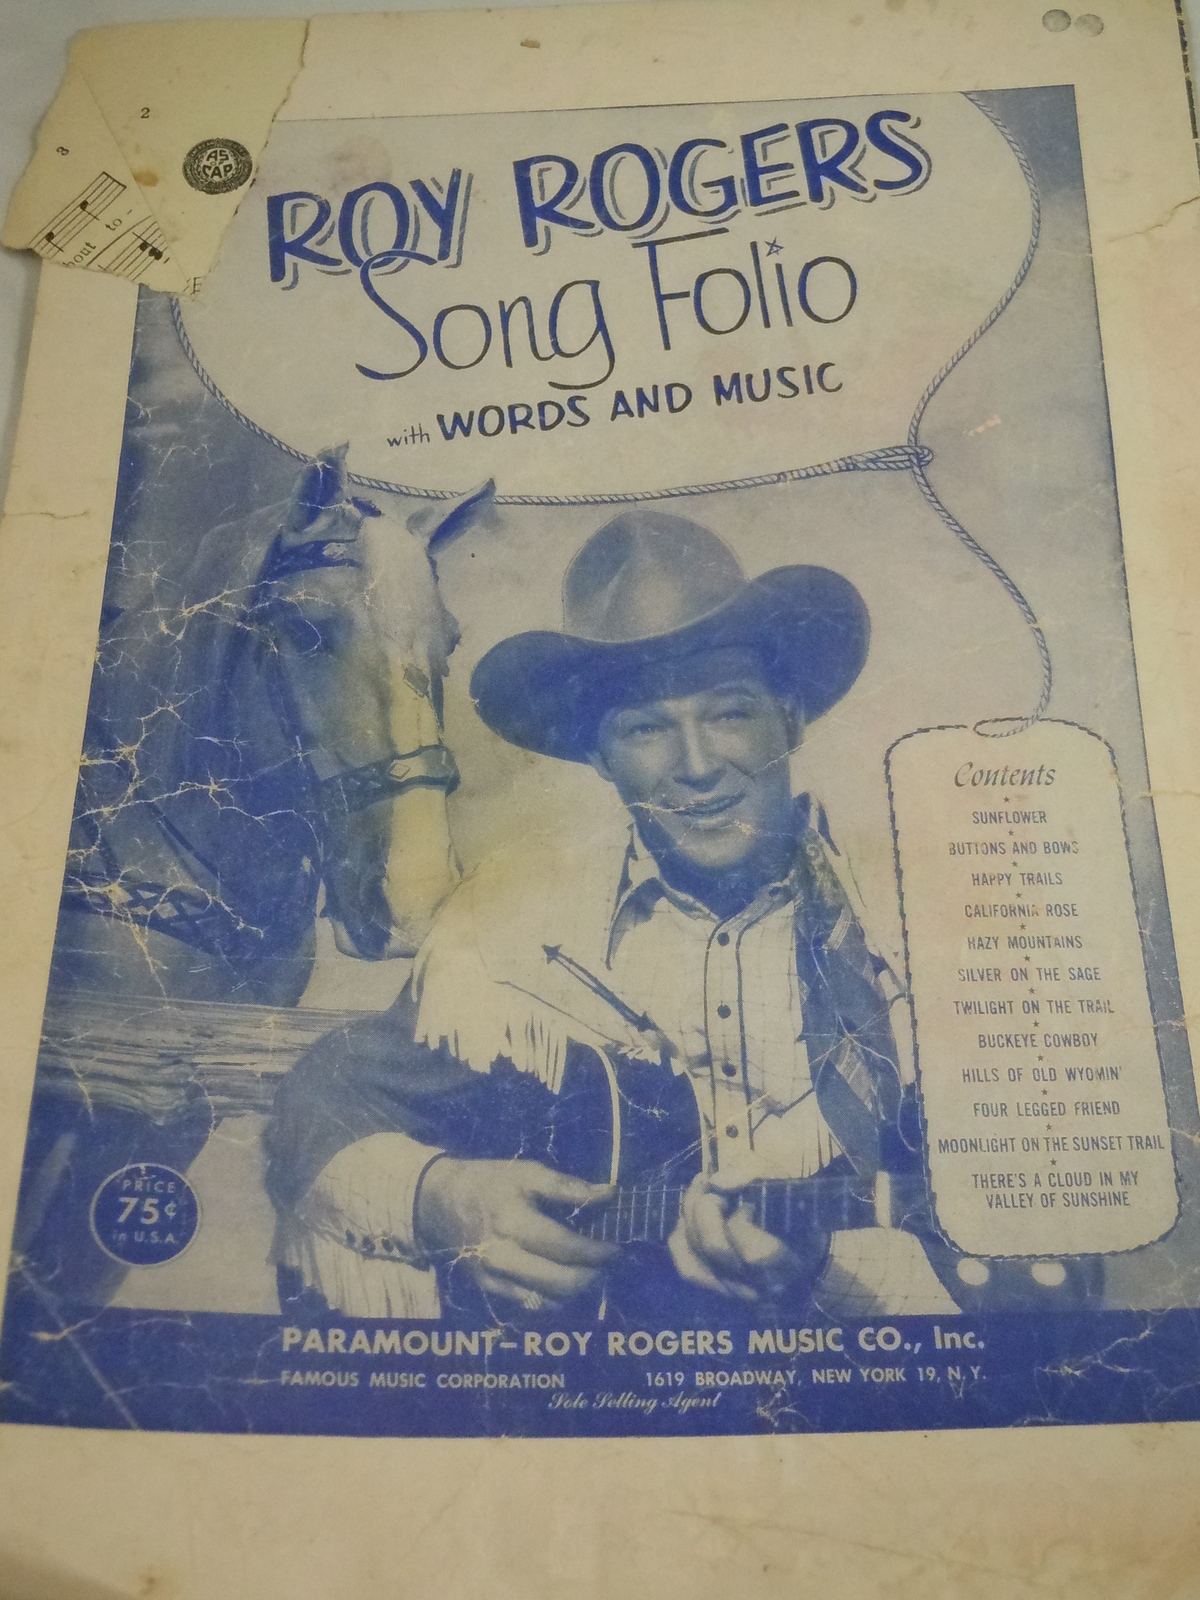 2
3
AS
CAP
bout to-
E
ROY ROGERS
Song Folio
with WORDS AND MUSIC
Contents
SUNFLOWER
BUTTONS AND BOWS
HAPPY TRAILS
CALIFORNIA ROSE
HAZY MOUNTAINS
SILVER ON THE SAGE
TWILIGHT ON THE TRAIL
BUCKEYE COWBOY
HILLS OF OLD WYOMIN'
FOUR LEGGED FRIEND
MOONLIGHT ON THE SUNSET TRAIL
THERE'S A CLOUD IN MY
VALLEY OF SUNSHINE
PRICE
75¢
in U.S.A.
PARAMOUNT-ROY ROGERS MUSIC CO., Inc.
FAMOUS MUSIC CORPORATION 1619 BROADWAY, NEW YORK 19, N.Y.
Sole Selling Agent